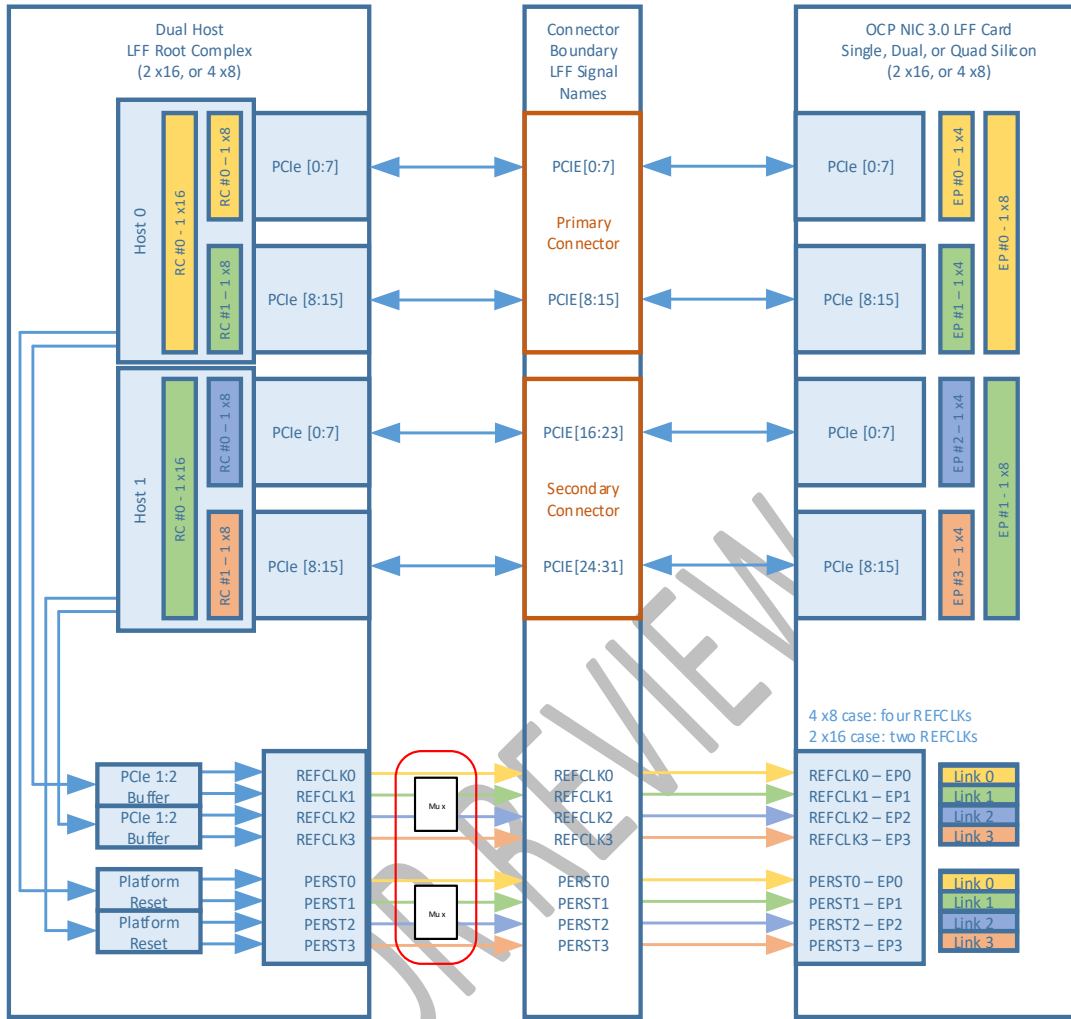 Dual Host
LFF Root Complex
(2 x16, or 4 x8)
Connector
Boundary
LFF Signal
Names
OCP NIC 3.0 LFF Card
Single, Dual, or Quad Silicon
(2 x16, or 4 x8)
Host 0
RC #0 - 1 x16
RC #0 – 1 x8
PCIe [0:7]
PCIE[0:7]
PCIe [0:7]
EP #0 – 1 x4
EP #0 - 1 x8
Primary
Connector
RC #1 – 1 x8
PCIe [8:15]
PCIE[8:15]
PCIe [8:15]
EP #1 – 1 x4
Host 1
RC #0 - 1 x16
RC #0 – 1 x8
PCIe [0:7]
PCIE[16:23]
PCIe [0:7]
EP #2 – 1 x4
EP #1 - 1 x8
Secondary
Connector
RC #1 – 1 x8
PCIe [8:15]
PCIE[24:31]
PCIe [8:15]
EP #3 – 1 x4
4 x8 case: four REFCLKs
2 x16 case: two REFCLKs
PCIe 1:2
Buffer
PCIe 1:2
Buffer
REFCLK0
REFCLK1
REFCLK2
REFCLK3
Mux
REFCLK0
REFCLK1
REFCLK2
REFCLK3
REFCLK0 – EP0
REFCLK1 – EP1
REFCLK2 – EP2
REFCLK3 – EP3
Link 0
Link 1
Link 2
Link 3
Platform
Reset
Platform
Reset
PERST0
PERST1
PERST2
PERST3
Mux
PERST0
PERST1
PERST2
PERST3
PERST0 – EP0
PERST1 – EP1
PERST2 – EP2
PERST3 – EP3
Link 0
Link 1
Link 2
Link 3
REVIEW